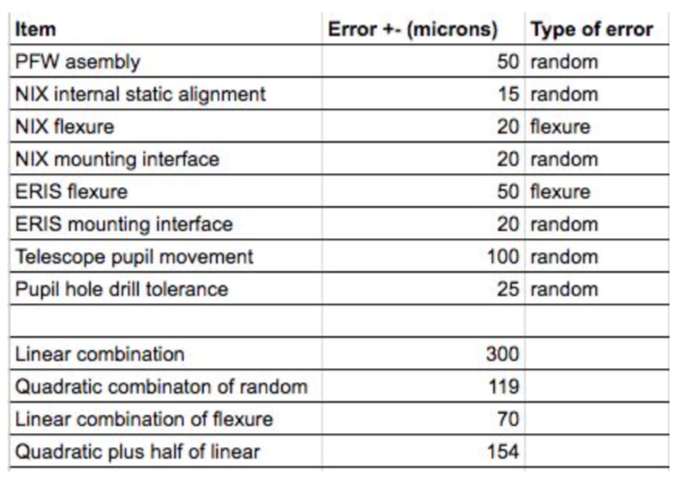 Item Error +- (microns) Type of error
PFW asembly 50 random
NIX internal static alignment 15 random
NIX flexure 20 flexure
NIX mounting interface 20 random
ERIS flexure 50 flexure
ERIS mounting interface 20 random
Telescope pupil movement 100 random
Pupil hole drill tolerance 25 random
Linear combination 300
Quadratic combinaton of random 119
Linear combination of flexure 70
Quadratic plus half of linear 154